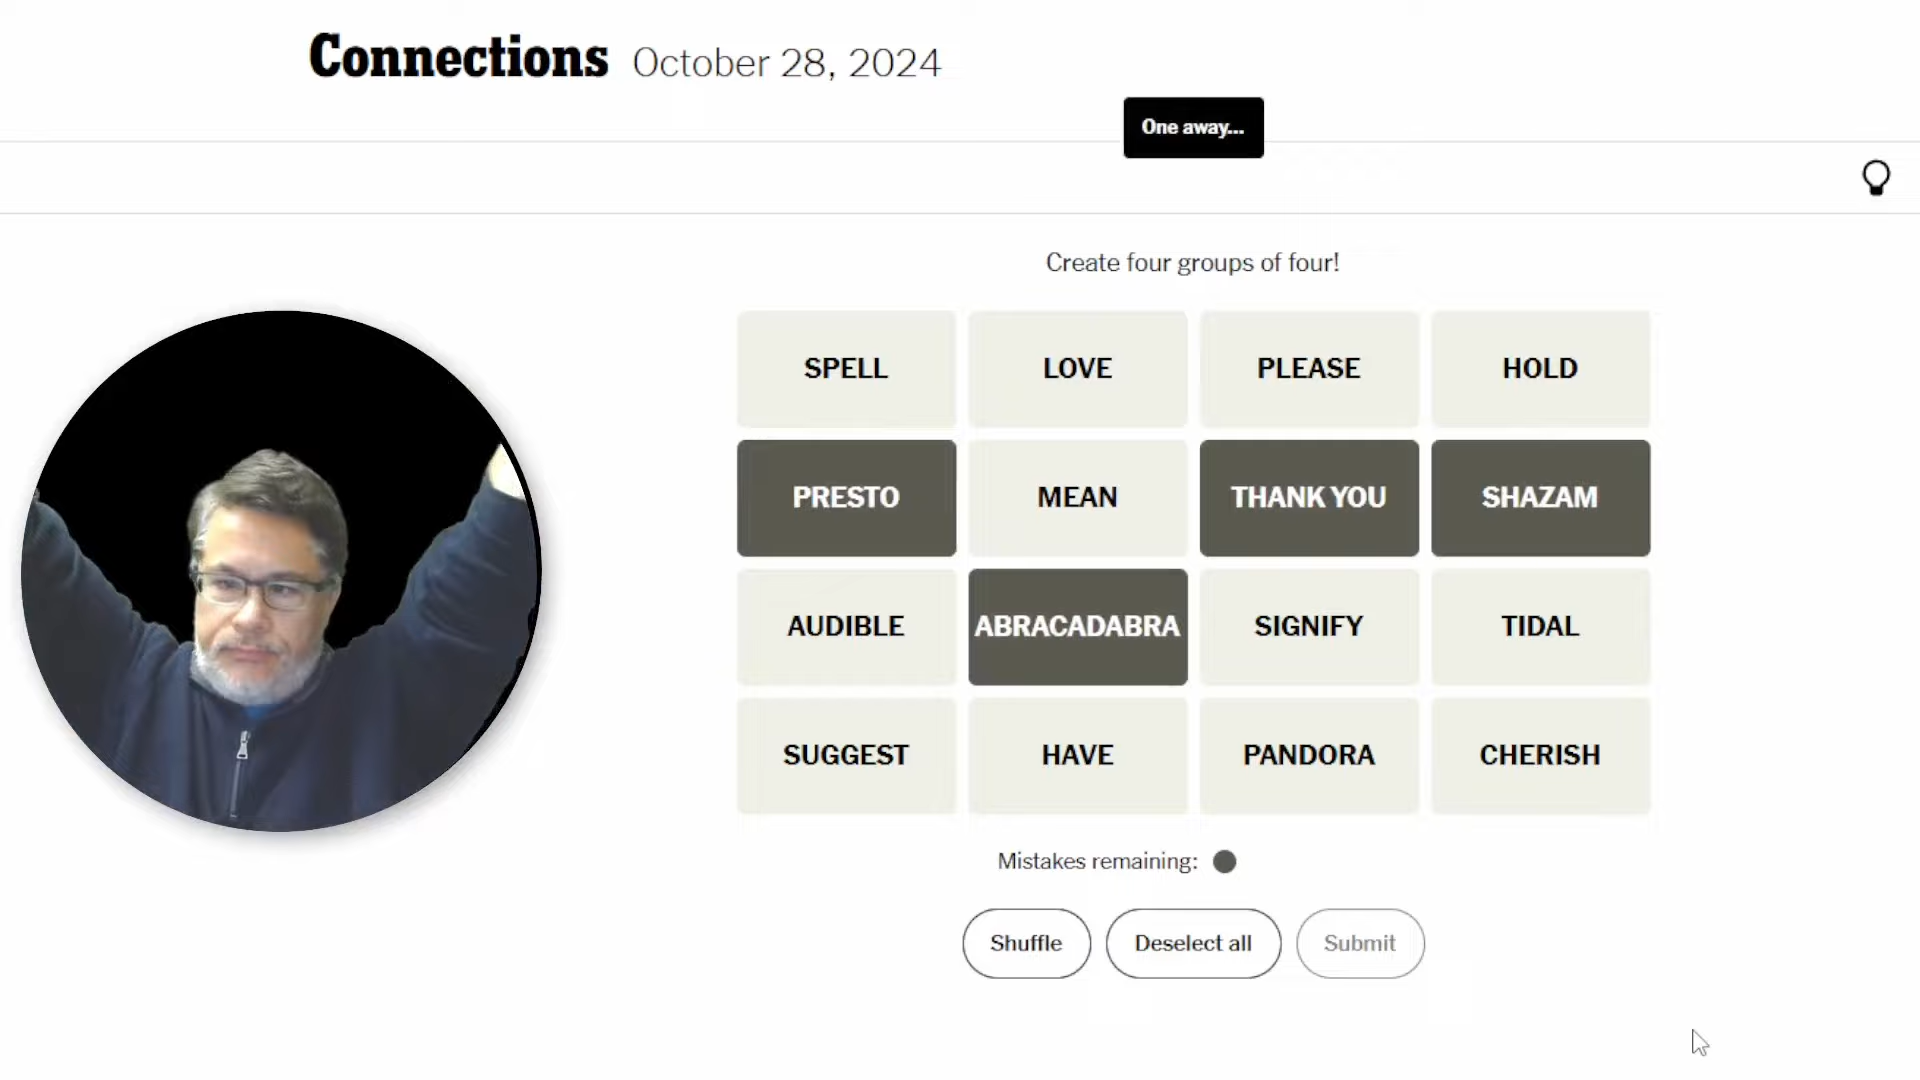 Connections October 28, 2024
One away...
Create four groups of four!
SPELL LOVE PLEASE HOLD
PRESTO MEAN THANK YOU SHAZAM
AUDIBLE ABRACADABRA SIGNIFY TIDAL
SUGGEST HAVE PANDORA CHERISH
Mistakes remaining:
Shuffle Deselect all Submit